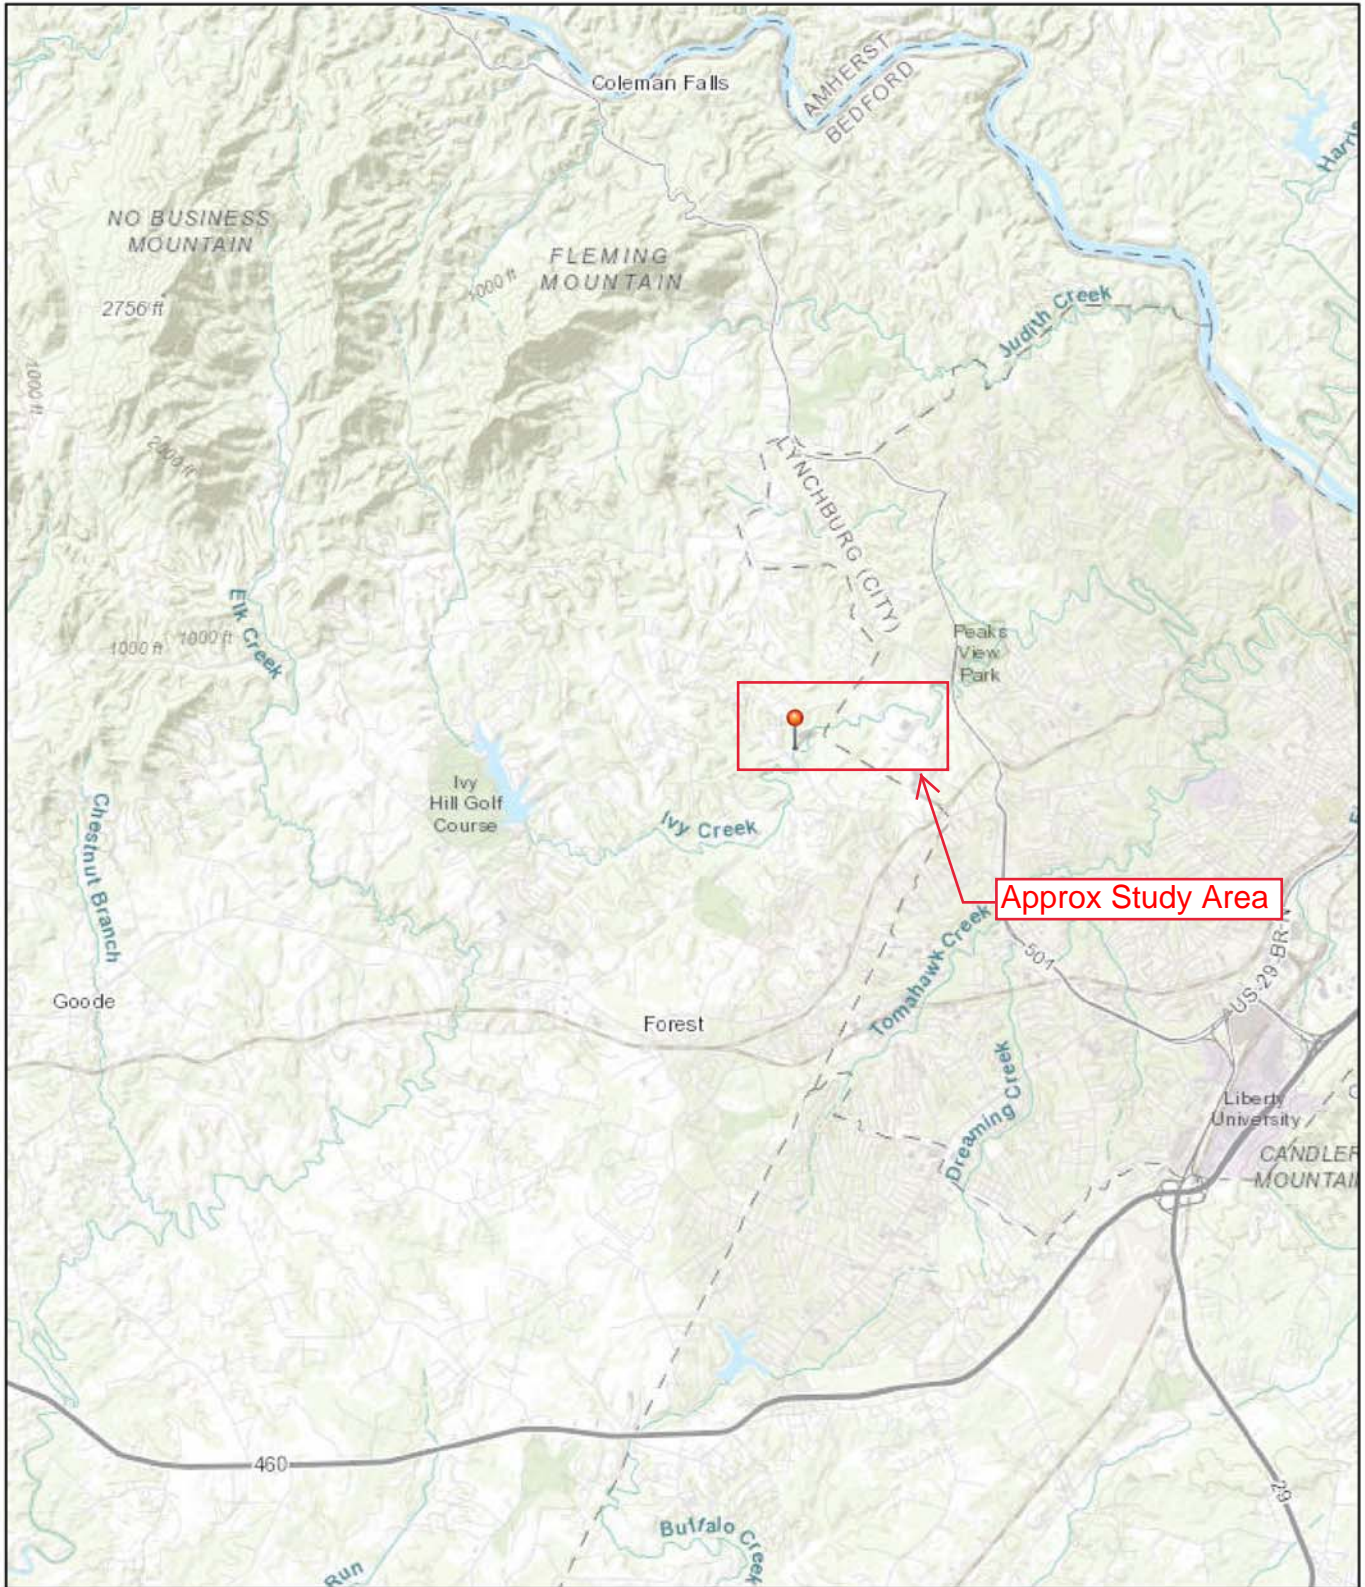 Coleman Falls
AMHERST
BEDFORD
Harris
NO BUSINESS
MOUNTAIN
FLEMING
MOUNTAIN
1000 ft
2756 ft
Judith Creek
1000 ft
2000 ft
LYNCHBURG (CITY)
Elk Creek
Peaks
View
Park
1000 ft
1000 ft
Ivy
Hill Golf
Course
Ivy Creek
Chestnut Branch
Approx Study Area
Tomahawk Creek
501
US-29 BR-N
Goode
Forest
Dreaming Creek
Liberty
University
CANDLER
MOUNTAI
460
29
Buffalo Creek
Run